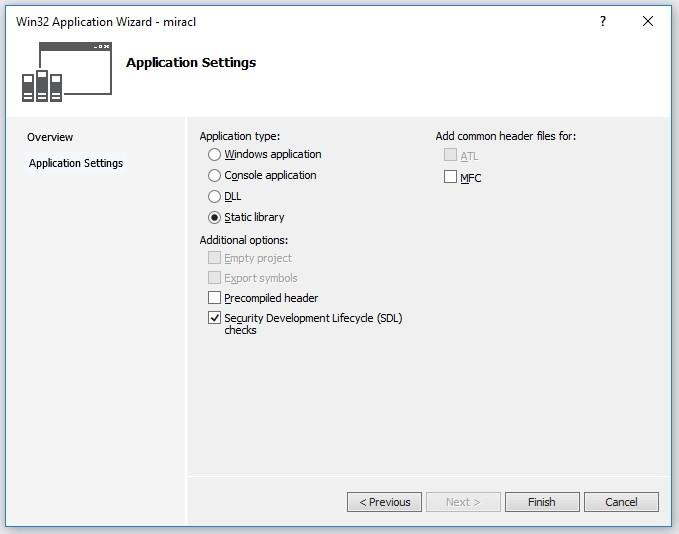 Win32 Application Wizard - miracl
?
Application Settings
Overview
Application Settings
Application type:
Windows application
Console application
DLL
Static library
Additional options:
Empty project
Export symbols
Precompiled header
Security Development Lifecycle (SDL)
checks
Add common header files for:
ATL
MFC
< Previous
Next >
Finish
Cancel